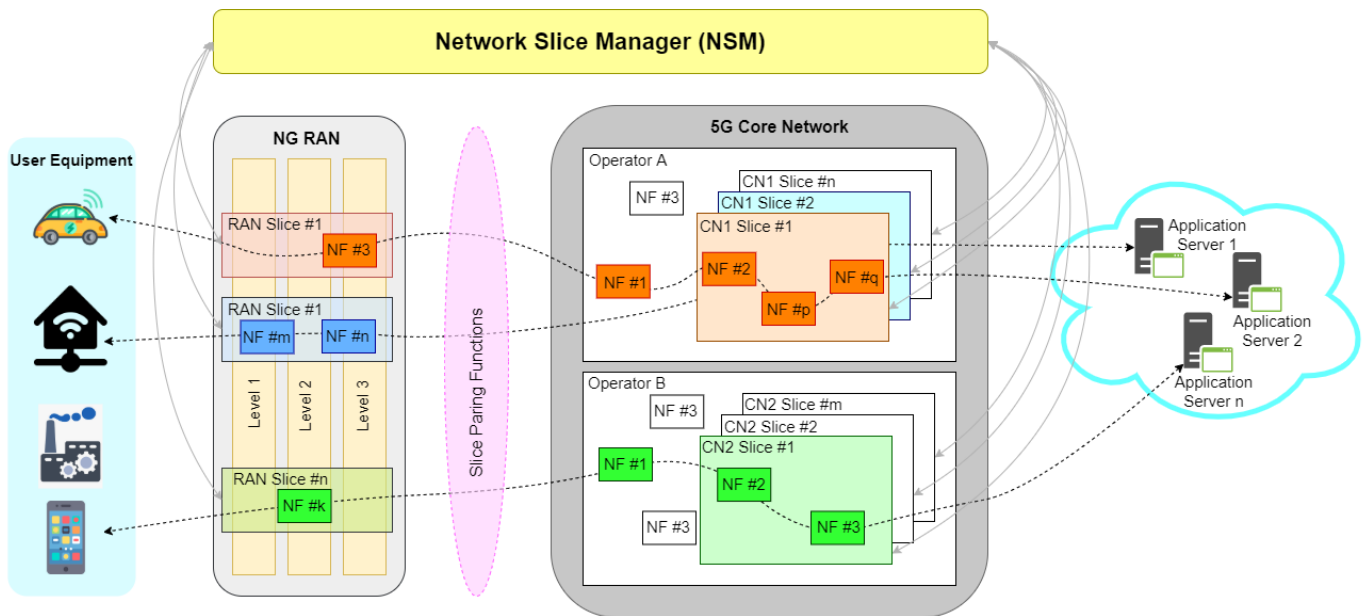 Network Slice Manager (NSM)
User Equipment
NG RAN
RAN Slice #1
NF #3
RAN Slice #1
NF #m
NF #n
Level 1
Level 2
Level 3
RAN Slice #n
NF #k
Slice Paring Functions
5G Core Network
Operator A
NF #3
CN1 Slice #n
CN1 Slice #2
CN1 Slice #1
NF #1
NF #2
NF #p
NF #q
Operator B
NF #3
CN2 Slice #m
CN2 Slice #2
CN2 Slice #1
NF #1
NF #2
NF #3
NF #3
Application
Server 1
Application
Server 2
Application
Server n